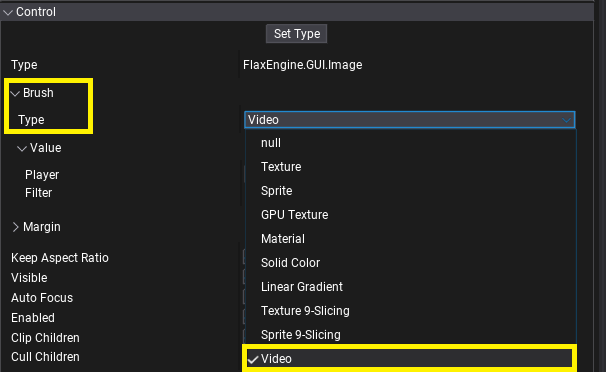 Control
Set Type
Type FlaxEngine.GUI.Image
Brush
Type Video
null
Value
Texture
Player
Sprite
Filter
GPU Texture
Margin
Material
Keep Aspect Ratio
Solid Color
Visible
Linear Gradient
Auto Focus
Texture 9-Slicing
Enabled
Sprite 9-Slicing
Clip Children
Cull Children
Video